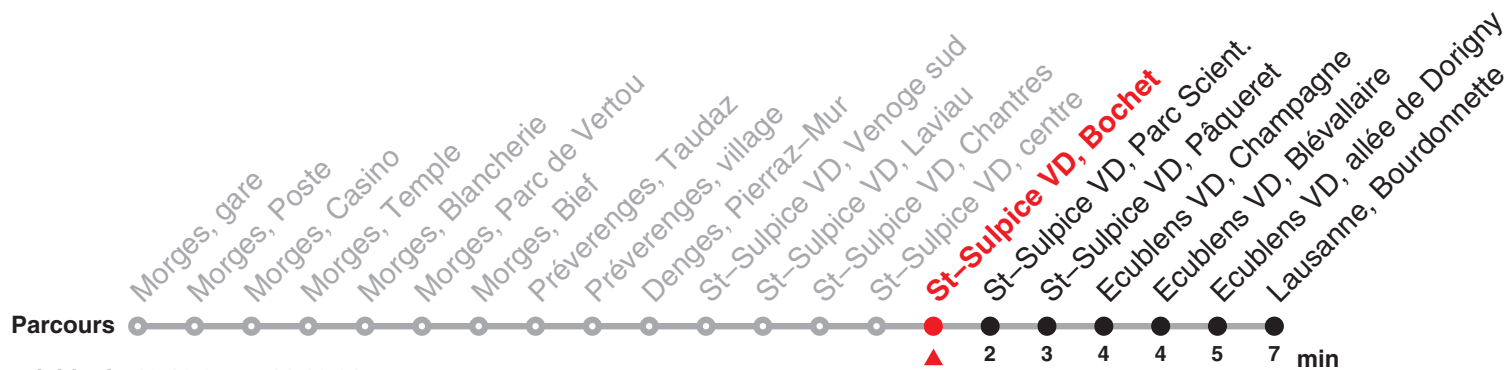 Morges, gare
Morges, Poste
Morges, Casino
Morges, Temple
Morges, Blancherie
Morges, Parc de Vertou
Morges, Bief
Préverenges, Taudaz
Préverenges, village
Denges, Pierraz–Mur
St–Sulpice VD, Venoge sud
St–Sulpice VD, Laviau
St–Sulpice VD, Chantres
St–Sulpice VD, centre
St–Sulpice VD, Bochet
St–Sulpice VD, Parc Scient.
St–Sulpice VD, Pâqueret
Ecublens VD, Champagne
Ecublens VD, Blévallaire
Ecublens VD, allée de Dorigny
Lausanne, Bourdonnette
Parcours
2 3 4 4 5 7 min